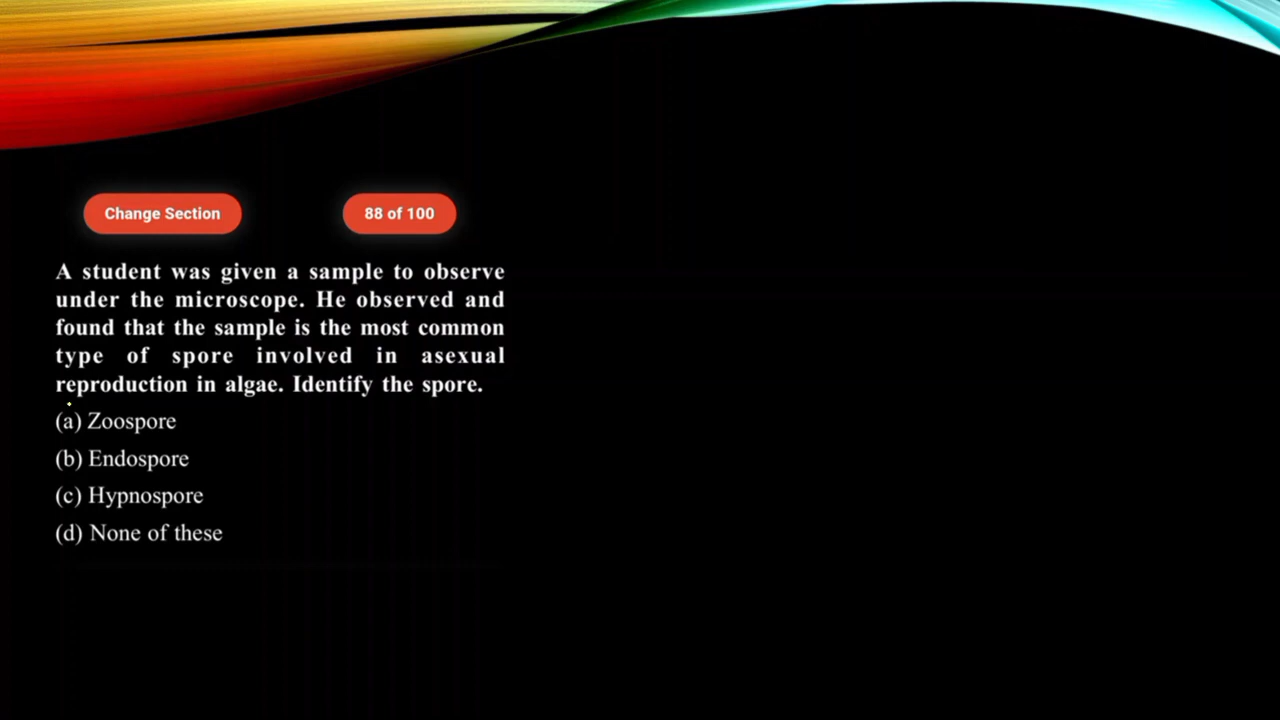 Change Section
88 of 100
A student was given a sample to observe
under the microscope. He observed and
found that the sample is the most common
type of spore involved in asexual
reproduction in algae. Identify the spore.
(a) Zoospore
(b) Endospore
(c) Hypnospore
(d) None of these